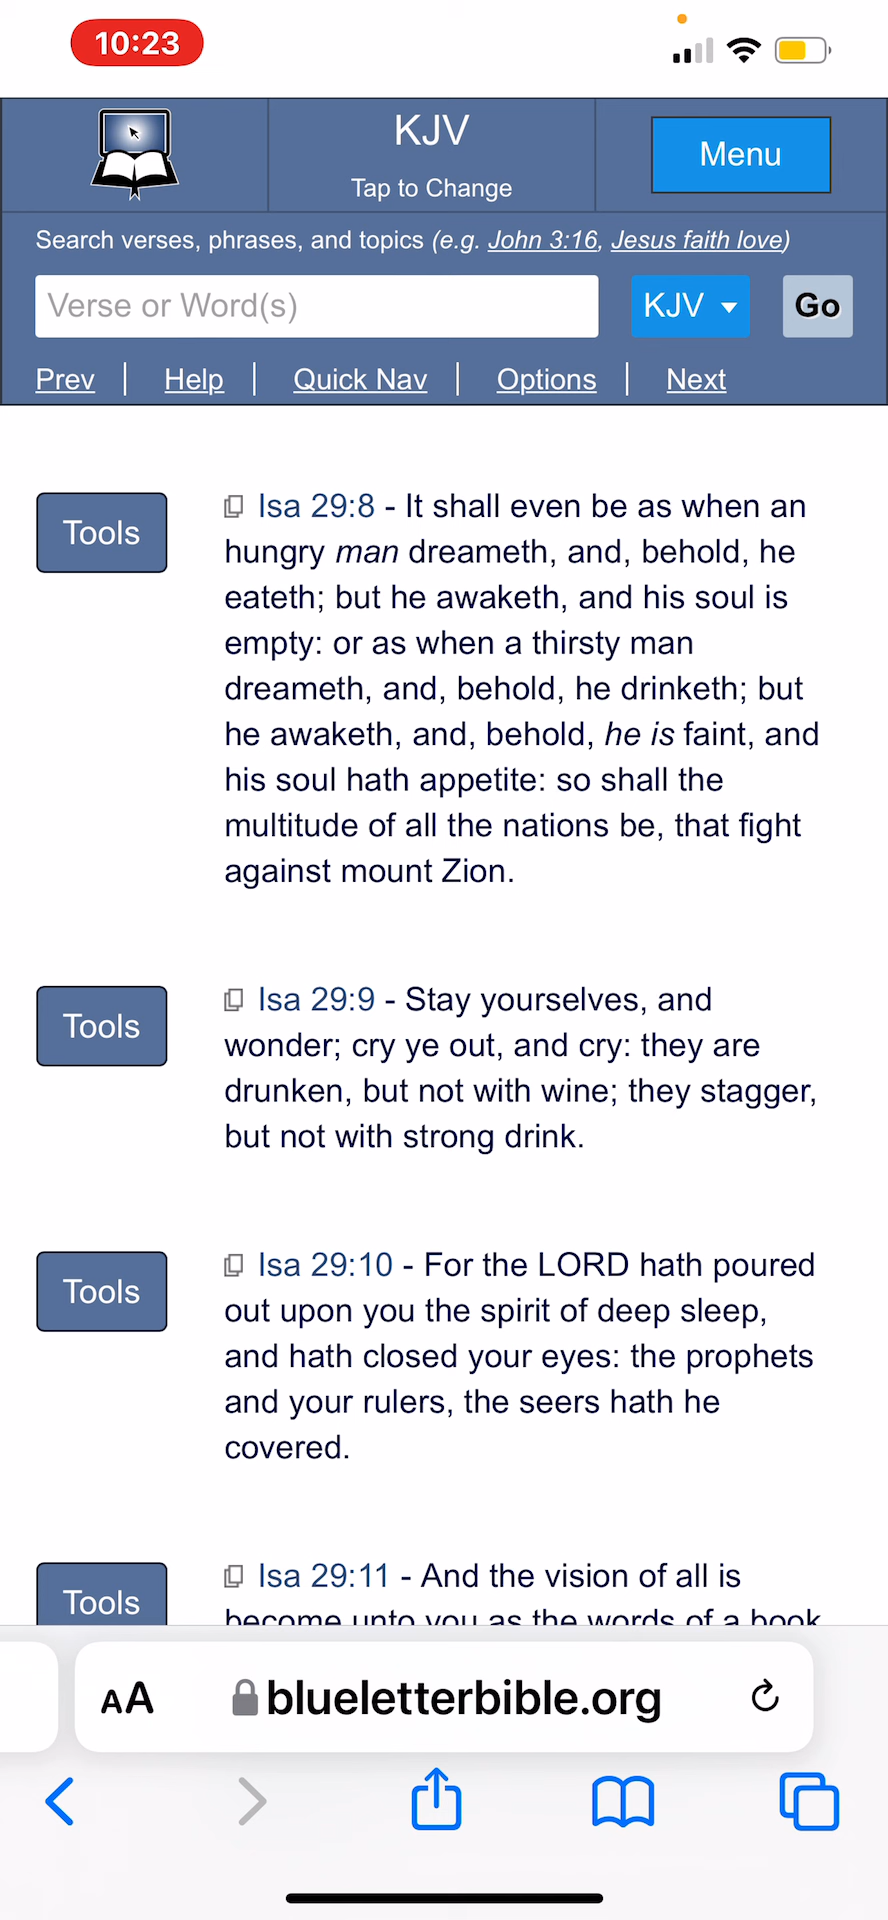 10:23
KJV
Tap to Change
Menu
Search verses, phrases, and topics (e.g. John 3:16, Jesus faith love)
Verse or Word(s)
KJV
Go
Prev | Help | Quick Nav | Options | Next
Tools
Isa 29:8 - It shall even be as when an
hungry man dreameth, and, behold, he
eateth; but he awaketh, and his soul is
empty: or as when a thirsty man
dreameth, and, behold, he drinketh; but
he awaketh, and, behold, he is faint, and
his soul hath appetite: so shall the
multitude of all the nations be, that fight
against mount Zion.
Tools
Isa 29:9 - Stay yourselves, and
wonder; cry ye out, and cry: they are
drunken, but not with wine; they stagger,
but not with strong drink.
Tools
Isa 29:10 - For the LORD hath poured
out upon you the spirit of deep sleep,
and hath closed your eyes: the prophets
and your rulers, the seers hath he
covered.
Tools
Isa 29:11 - And the vision of all is
become unto you as the words of a book
AA
blueletterbible.org